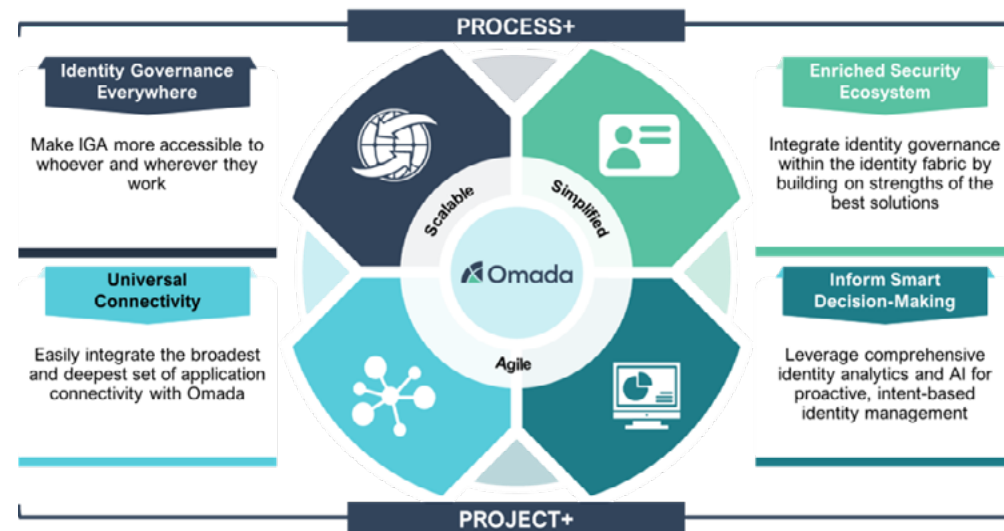 PROCESS+
Identity Governance
Everywhere
Make IGA more accessible to
whoever and wherever they
work
Enriched Security
Ecosystem
Integrate identity governance
within the identity fabric by
building on strengths of the
best solutions
Scalable
Simplified
Omada
Agile
Universal
Connectivity
Easily integrate the broadest
and deepest set of application
connectivity with Omada
Inform Smart
Decision-Making
Leverage comprehensive
identity analytics and AI for
proactive, intent-based
identity management
PROJECT+